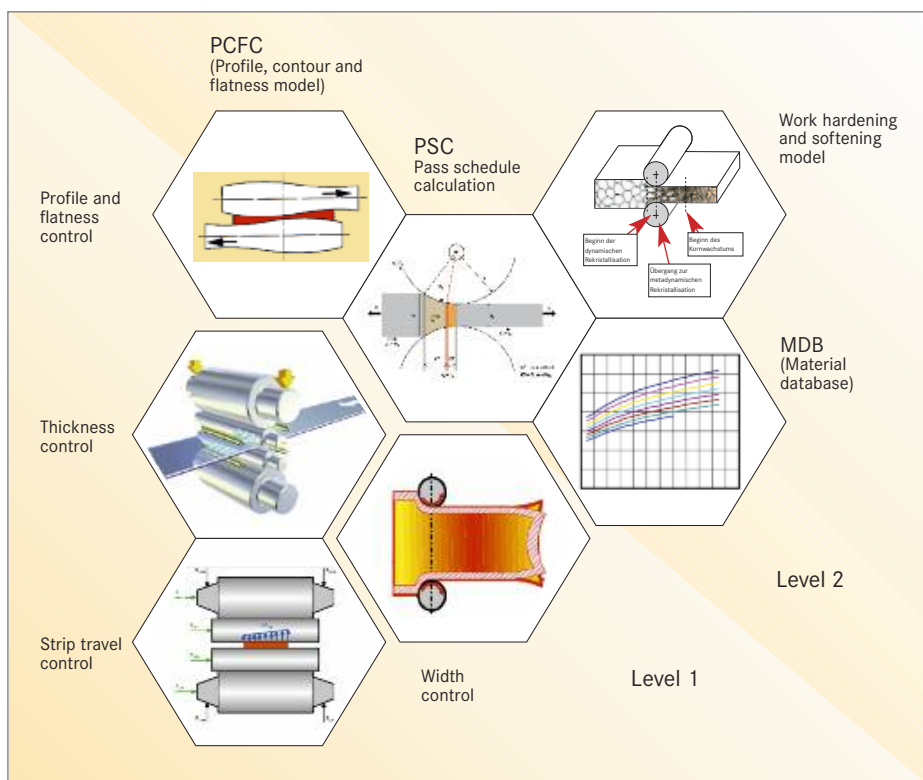 PCFC
(Profile, contour and
flatness model)
Work hardening
and softening
model
PSC
Pass schedule
calculation
Profile and
flatness
control
Beginn der
dynamischen
Rekristallisation
Beginn des
Kornwachstums
Übergang zur
metadynamischen
Rekristallisation
MDB
(Material
database)
Thickness
control
Level 2
Strip travel
control
Width
control
Level 1